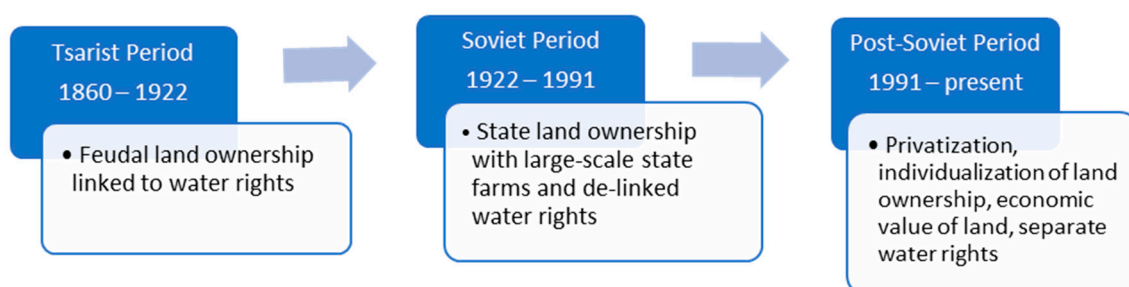 Tsarist Period
1860 – 1922
• Feudal land ownership
linked to water rights
Soviet Period
1922 – 1991
• State land ownership
with large-scale state
farms and de-linked
water rights
Post-Soviet Period
1991 – present
• Privatization,
individualization of land
ownership, economic
value of land, separate
water rights